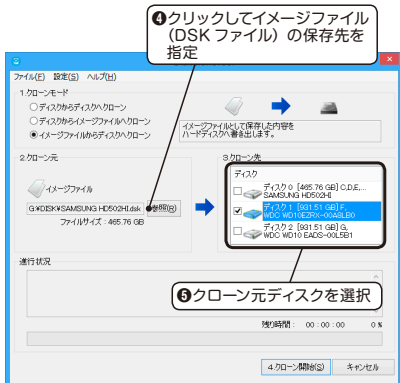 ❹クリックしてイメージファイル
（DSK ファイル）の保存先を
指定
ファイル(F) 設定(S) ヘルプ(H)
1.クローンモード
ディスクからディスクへクローン
ディスクからイメージファイルへクローン
イメージファイルからディスクへクローン
イメージファイルとして保存した内容を
ハードディスクへ書き出します。
2.クローン元
イメージファイル
G:¥DISK¥SAMSUNG HD502HI.dsk
参照(R)
ファイルサイズ：465.76 GB
3.クローン先
ディスク
ディスク 0 [465.76 GB] C,D,E,...
SAMSUNG HD502HI
ディスク 1 [931.51 GB] F,
WDC WD10EZRX-00A8LB0
ディスク 2 [931.51 GB] G,
WDC WD10 EADS-00L5B1
進行状況
❺クローン元ディスクを選択
残り時間： 00：00：00 0 %
4.クローン開始(S) キャンセル